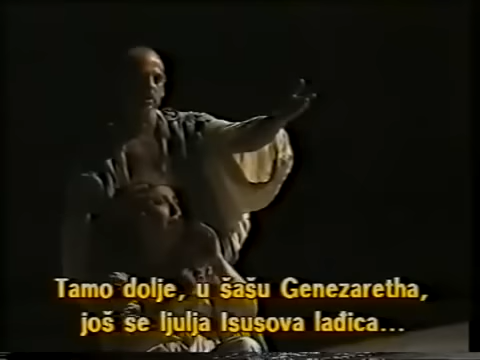 Tamo dolje, u šašu Genezaretha,
još se ljulja Isusova lađica...